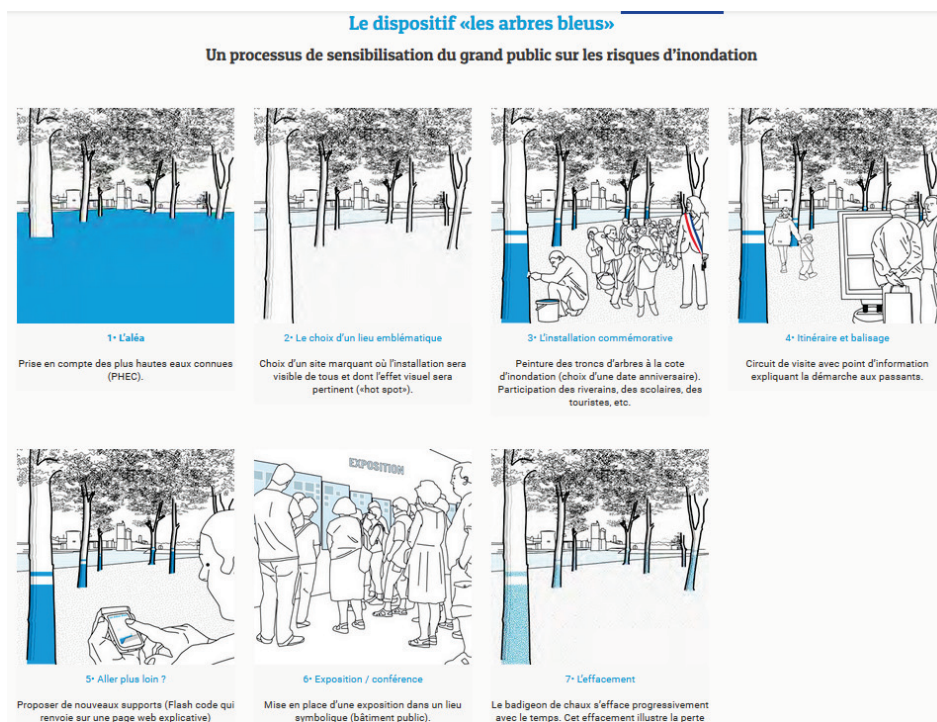 Le dispositif «les arbres bleus»
Un processus de sensibilisation du grand public sur les risques d'inondation
1• L'aléa
Prise en compte des plus hautes eaux connues
(PHEC).
2• Le choix d'un lieu emblématique
Choix d'un site marquant où l'installation sera
visible de tous et dont l'effet visuel sera
pertinent («hot spot»).
3• L'installation commémorative
Peinture des troncs d'arbres à la cote
d'inondation (choix d'une date anniversaire).
Participation des riverains, des scolaires, des
touristes, etc.
4• Itinéraire et balisage
Circuit de visite avec point d'information
expliquant la démarche aux passants.
EXPOSITION
5• Aller plus loin ?
Proposer de nouveaux supports (Flash code qui
renvoie sur une page web explicative)
6• Exposition / conférence
Mise en place d'une exposition dans un lieu
symbolique (bâtiment public).
7• L'effacement
Le badigeon de chaux s'efface progressivement
avec le temps. Cet effacement illustre la perte